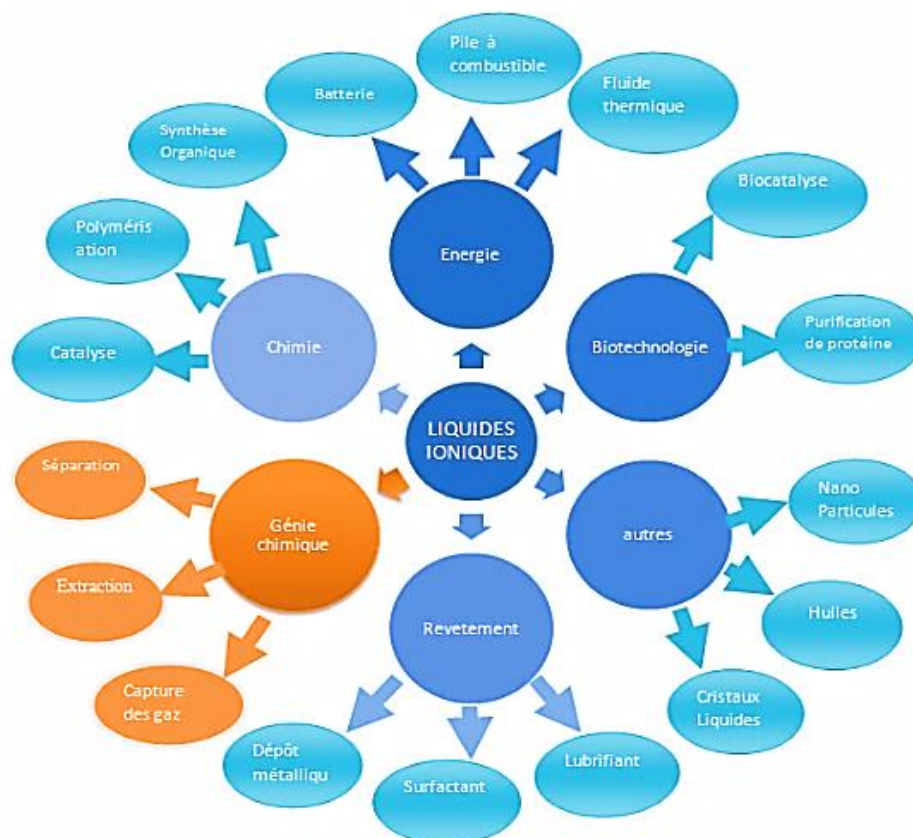 Pile à
combustible
Fluide
thermique
Batterie
Synthèse
Organique
Biocatalyse
Polyméris
ation
Energie
Purification
de protéine
Catalyse
Chimie
Biotechnologie
LIQUIDES
IONIQUES
Séparation
Nano
Particules
Génie
chimique
autres
Extraction
Huiles
Revetement
Capture
des gaz
Cristaux
Liquides
Dépôt
métalliqu
Lubrifiant
Surfactant